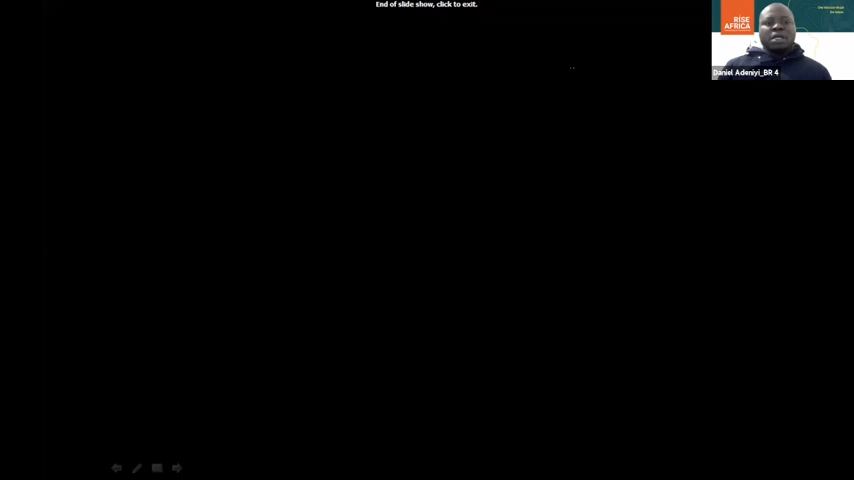 End of slide show, click to exit.
RISE
AFRICA
Daniel Adeniyi_BR 4